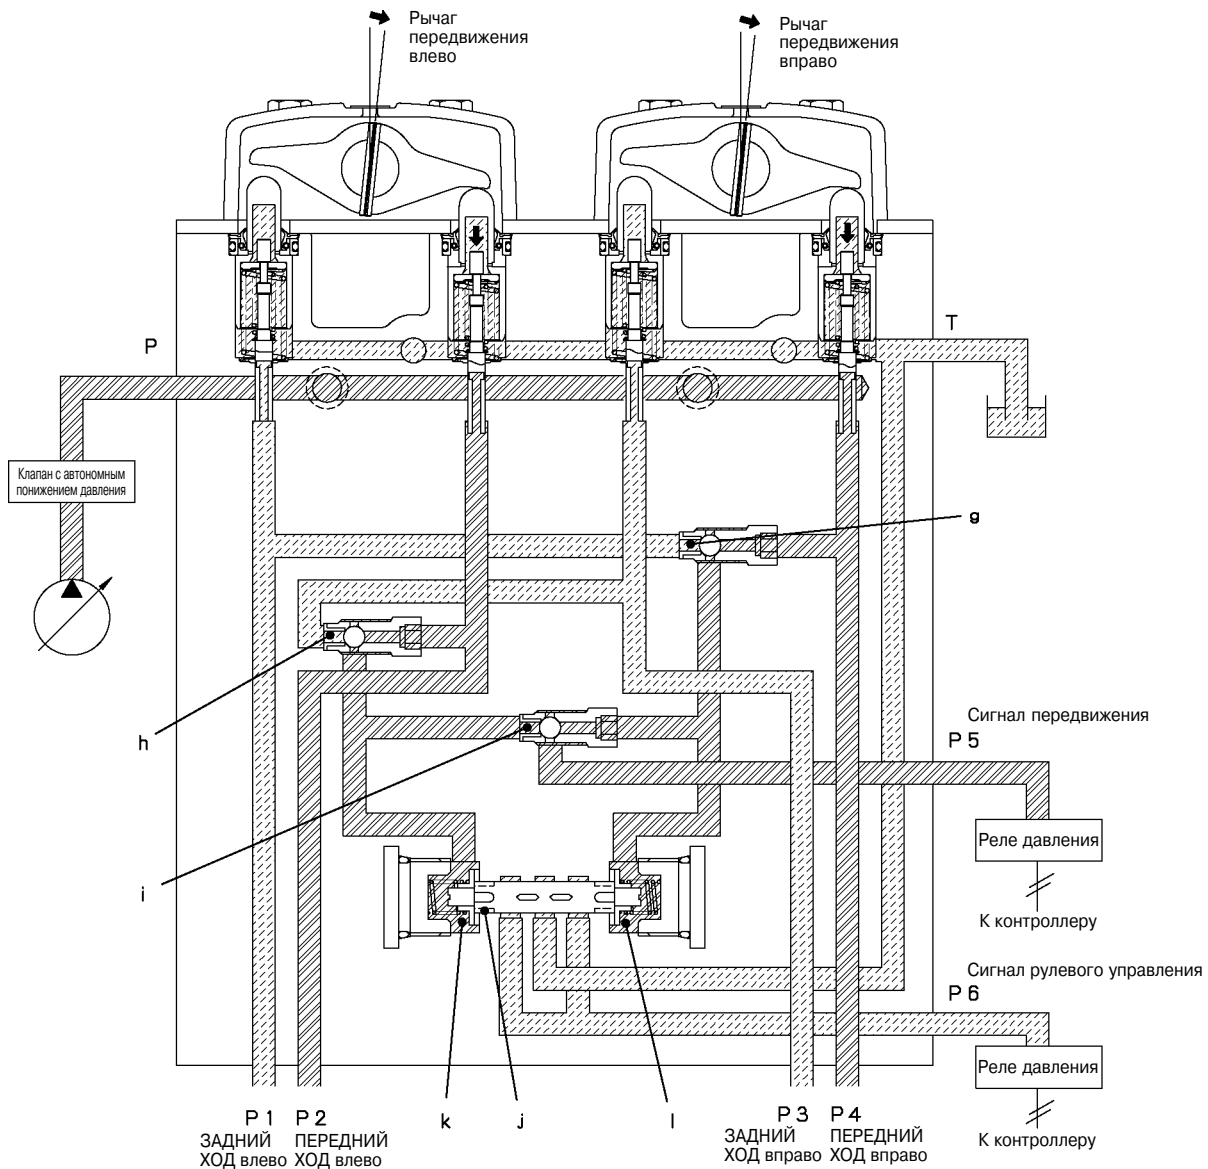 Рычаг
передвижения
влево
Рычаг
передвижения
вправо
P
T
Клапан с автономным
понижением давления
g
h
Сигнал передвижения
P 5
i
Реле давления
К контроллеру
Сигнал рулевого управления
P 6
Реле давления
К контроллеру
k
j
l
P 1
ЗАДНИЙ
ХОД влево
P 2
ПЕРЕДНИЙ
ХОД влево
P 3
ЗАДНИЙ
ХОД вправо
P 4
ПЕРЕДНИЙ
ХОД вправо